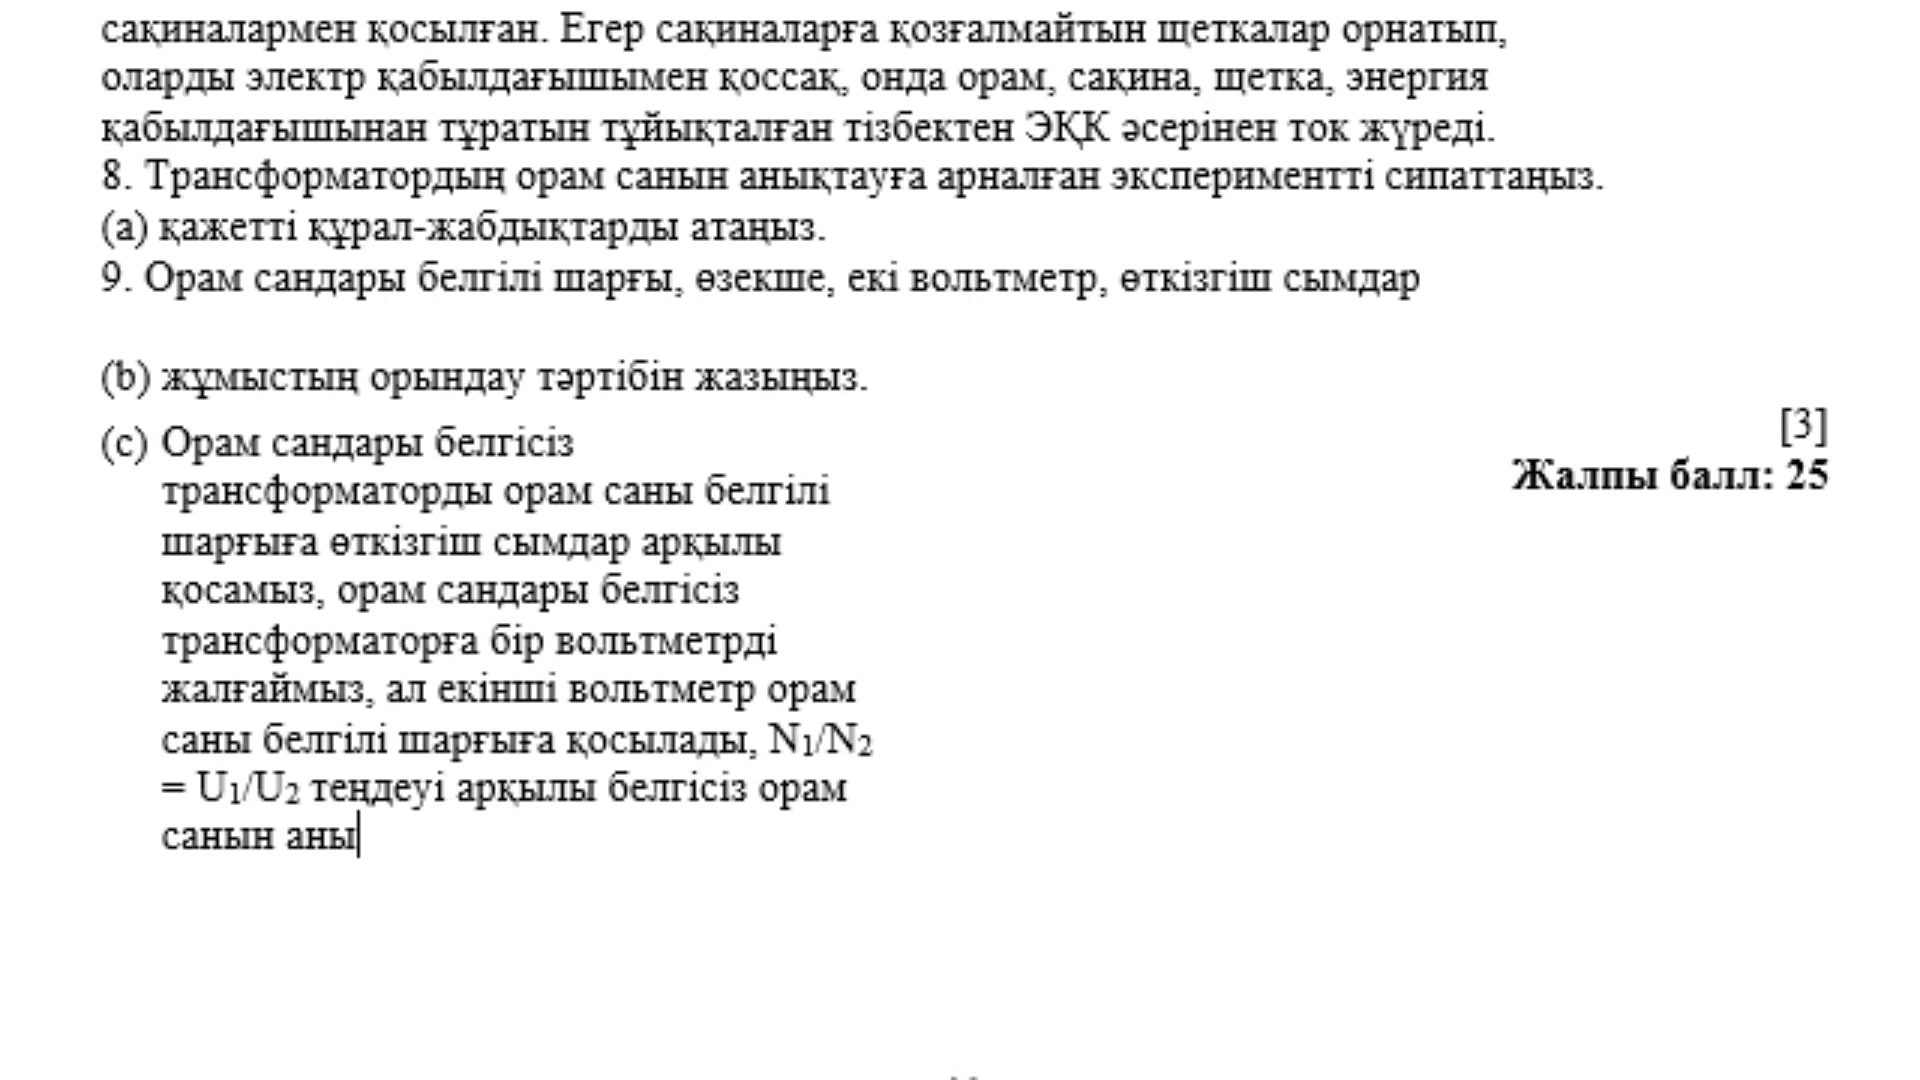 сақиналармен қосылған. Егер сақиналарға қозғалмайтын щеткалар орнатып,
оларды электр қабылдағышымен қоссақ, онда орам, сақина, щетка, энергия
қабылдағышынан тұратын тұйықталған тізбектен ЭҚК әсерінен ток жүреді.
8. Трансформатордың орам санын анықтауға арналған экспериментті сипаттаңыз.
(a) қажетті құрал-жабдықтарды атаңыз.
9. Орам сандары белгілі шарғы, өзекше, екі вольтметр, өткізгіш сымдар
(b) жұмыстың орындау тәртібін жазыңыз.
[3]
Жалпы балл: 25
(c) Орам сандары белгісіз
трансформаторды орам саны белгілі
шарғыға өткізгіш сымдар арқылы
қосамыз, орам сандары белгісіз
трансформаторға бір вольтметрді
жалғаймыз, ал екінші вольтметр орам
саны белгілі шарғыға қосылады, N₁/N₂
= U₁/U₂ теңдеуі арқылы белгісіз орам
санын аны